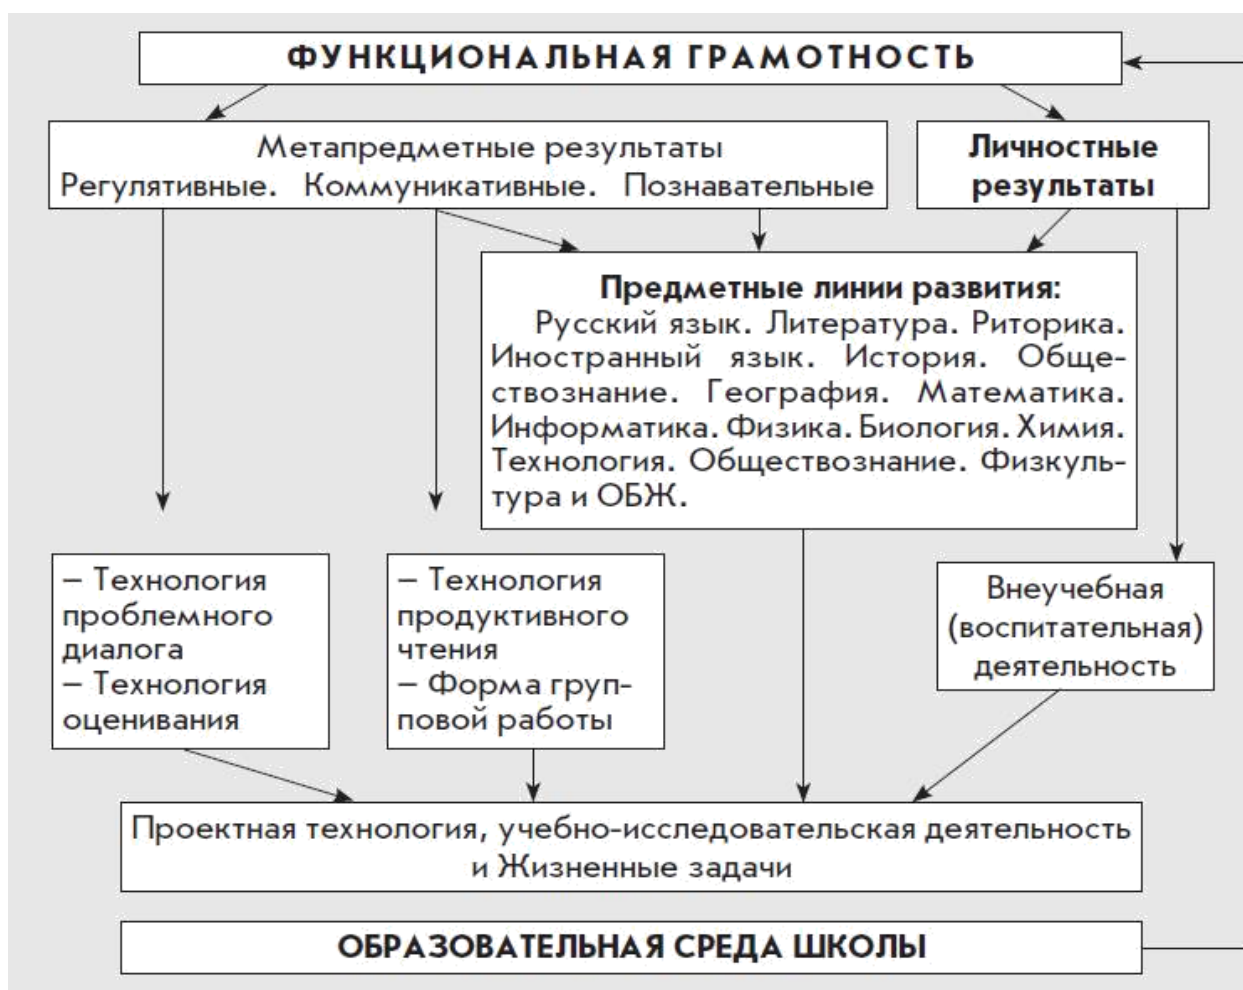 ФУНКЦИОНАЛЬНАЯ ГРАМОТНОСТЬ
Метапредметные результаты
Регулятивные. Коммуникативные. Познавательные
Личностные
результаты
Предметные линии развития:
Русский язык. Литература. Риторика.
Иностранный язык. История. Обще-
ствознание. География. Математика.
Информатика. Физика. Биология. Химия.
Технология. Обществознание. Физкуль-
тура и ОБЖ.
– Технология
проблемного
диалога
– Технология
оценивания
– Технология
продуктивного
чтения
– Форма груп-
повой работы
Внеучебная
(воспитательная)
деятельность
Проектная технология, учебно-исследовательская деятельность
и Жизненные задачи
ОБРАЗОВАТЕЛЬНАЯ СРЕДА ШКОЛЫ